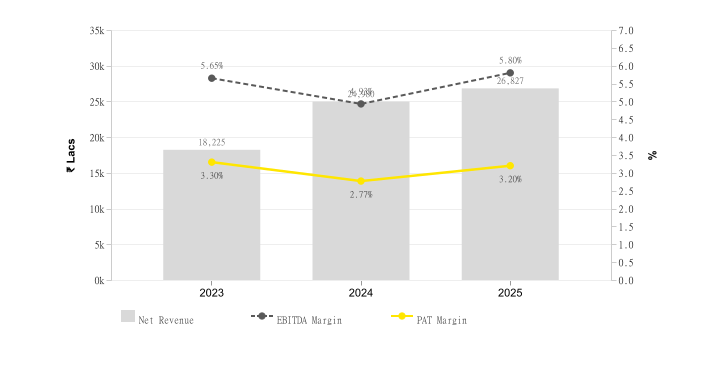 35k
30k
25k
20k
15k
10k
5k
0k
₹ Lacs
7.0
6.5
6.0
5.5
5.0
4.5
4.0
3.5
3.0
2.5
2.0
1.5
1.0
0.5
0.0
%
5.65%
5.80%
26,827
18,225
3.30%
2.77%
3.20%
2023
2024
2025
Net Revenue
EBITDA Margin
PAT Margin